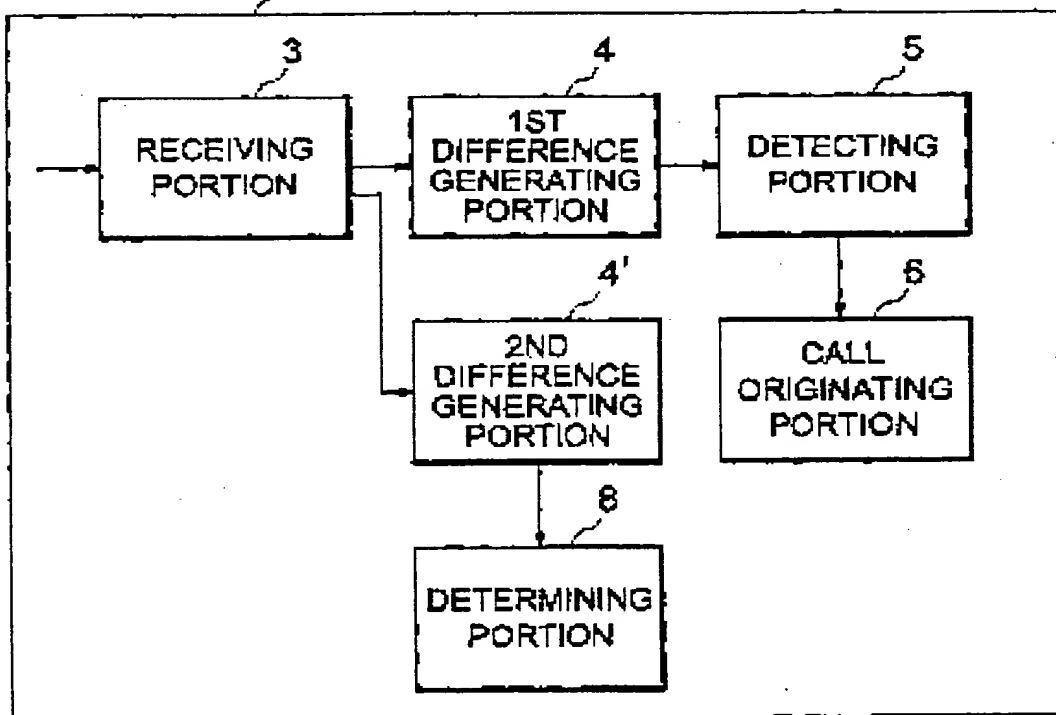 3
4
5
RECEIVING
PORTION
1ST
DIFFERENCE
GENERATING
PORTION
DETECTING
PORTION
4'
6
2ND
DIFFERENCE
GENERATING
PORTION
CALL
ORIGINATING
PORTION
8
DETERMINING
PORTION